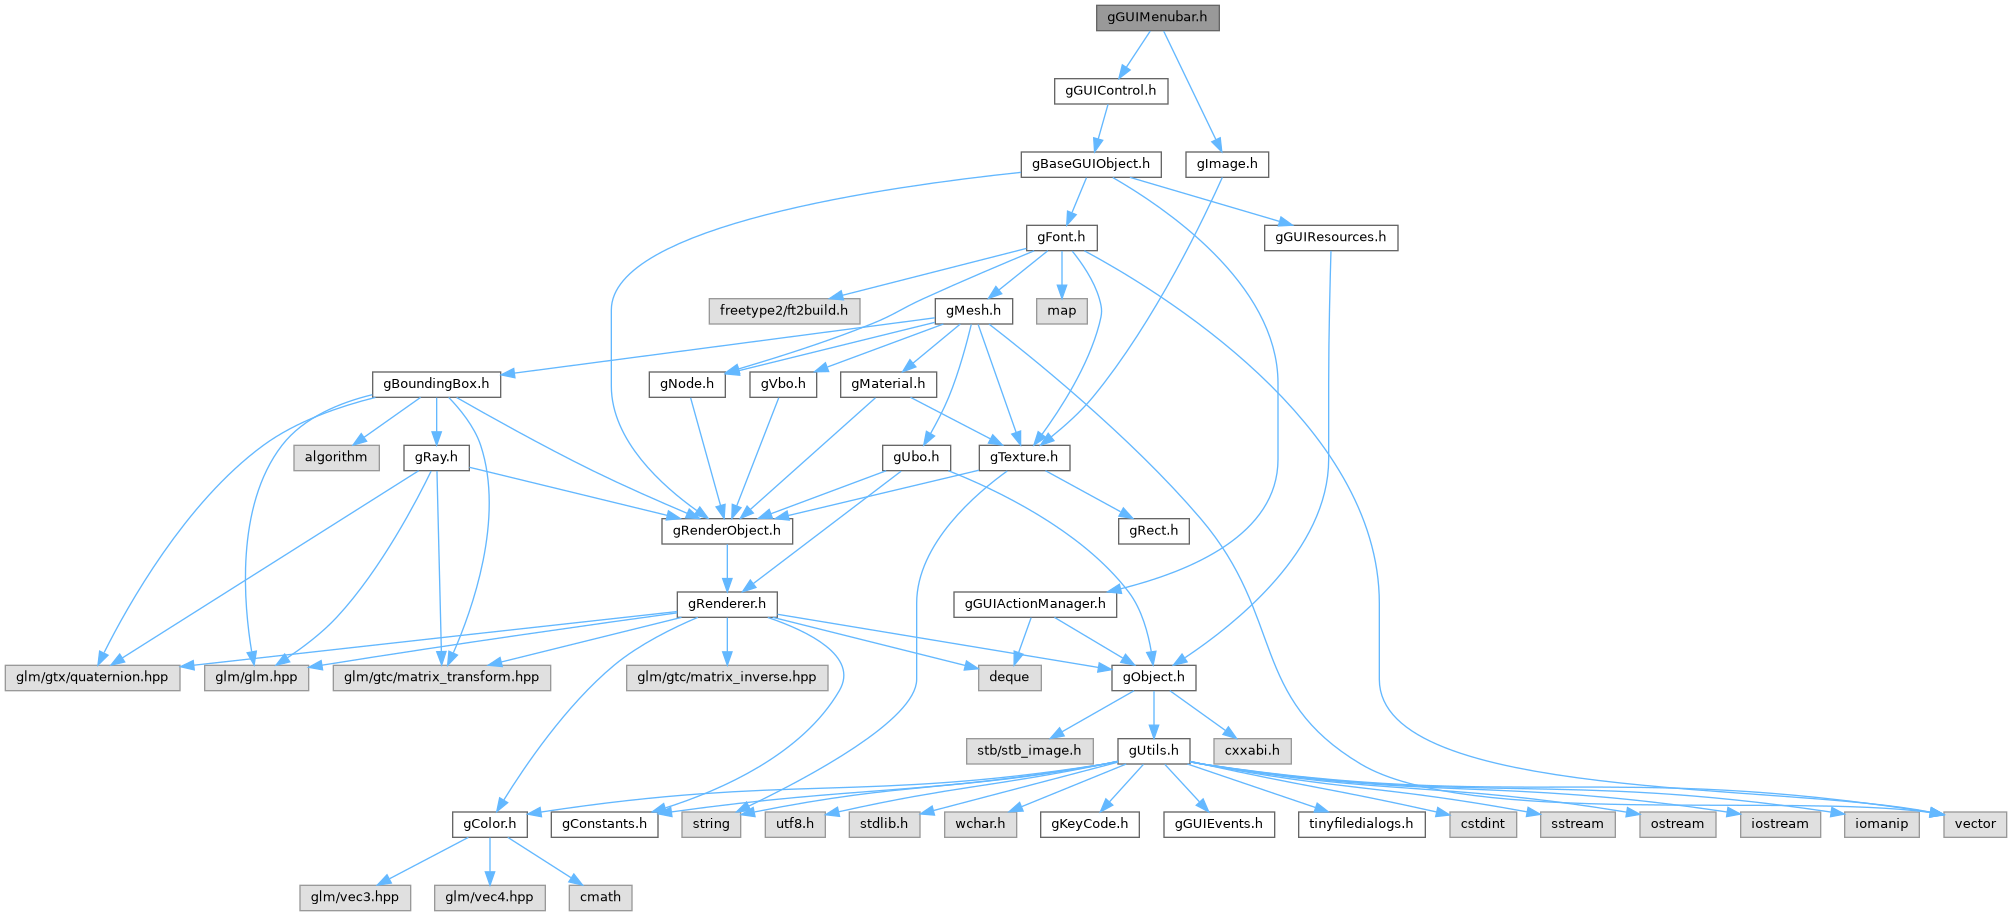 gGUIMenubar.h
gGUIControl.h
gBaseGUIObject.h
gImage.h
gFont.h
gGUIResources.h
freetype2/ft2build.h
gMesh.h
map
gBoundingBox.h
gNode.h
gVbo.h
gMaterial.h
algorithm
gRay.h
gUbo.h
gTexture.h
gRenderObject.h
gRect.h
gRenderer.h
gGUIActionManager.h
glm/gtx/quaternion.hpp
glm/glm.hpp
glm/gtc/matrix_transform.hpp
glm/gtc/matrix_inverse.hpp
deque
gObject.h
stb/stb_image.h
gUtils.h
cxxabi.h
gColor.h
gConstants.h
string
utf8.h
stdlib.h
wchar.h
gKeyCode.h
gGUIEvents.h
tinyfiledialogs.h
cstdint
sstream
ostream
iostream
iomanip
vector
glm/vec3.hpp
glm/vec4.hpp
cmath